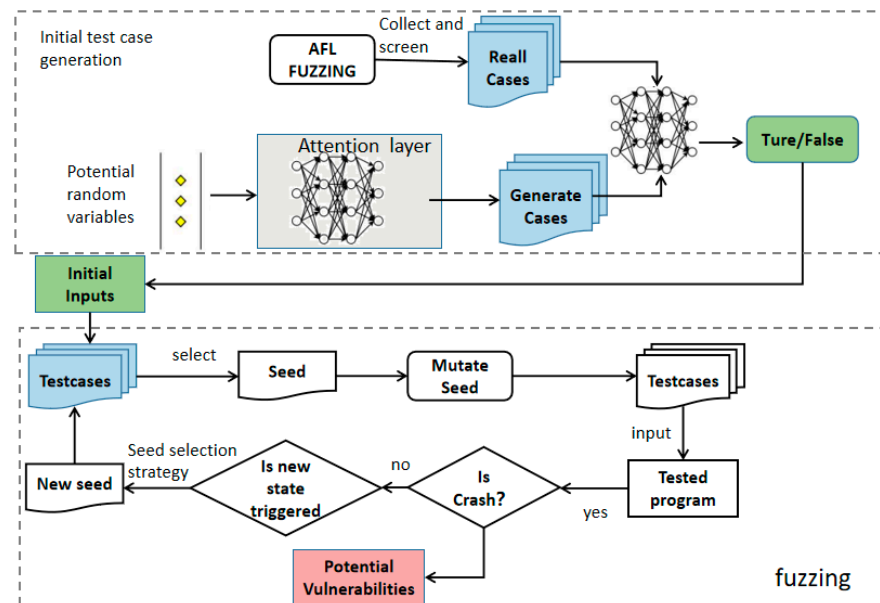 Initial test case
generation
AFL
FUZZING
Collect and
screen
Reall
Cases
Ture/False
Potential
random
variables
Attention layer
Generate
Cases
Initial
Inputs
Testcases
select
Seed
Mutate
Seed
Testcases
input
New seed
Seed selection
strategy
Is new
state
triggered
no
Is
Crash?
yes
Tested
program
Potential
Vulnerabilities
fuzzing